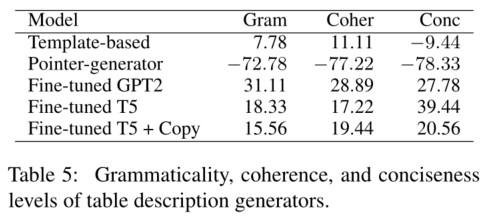 Model Gram Coher Conc
Template-based 7.78 11.11 −9.44
Pointer-generator −72.78 −77.22 −78.33
Fine-tuned GPT2 31.11 28.89 27.78
Fine-tuned T5 18.33 17.22 39.44
Fine-tuned T5 + Copy 15.56 19.44 20.56
Table 5: Grammaticality, coherence, and conciseness
levels of table description generators.